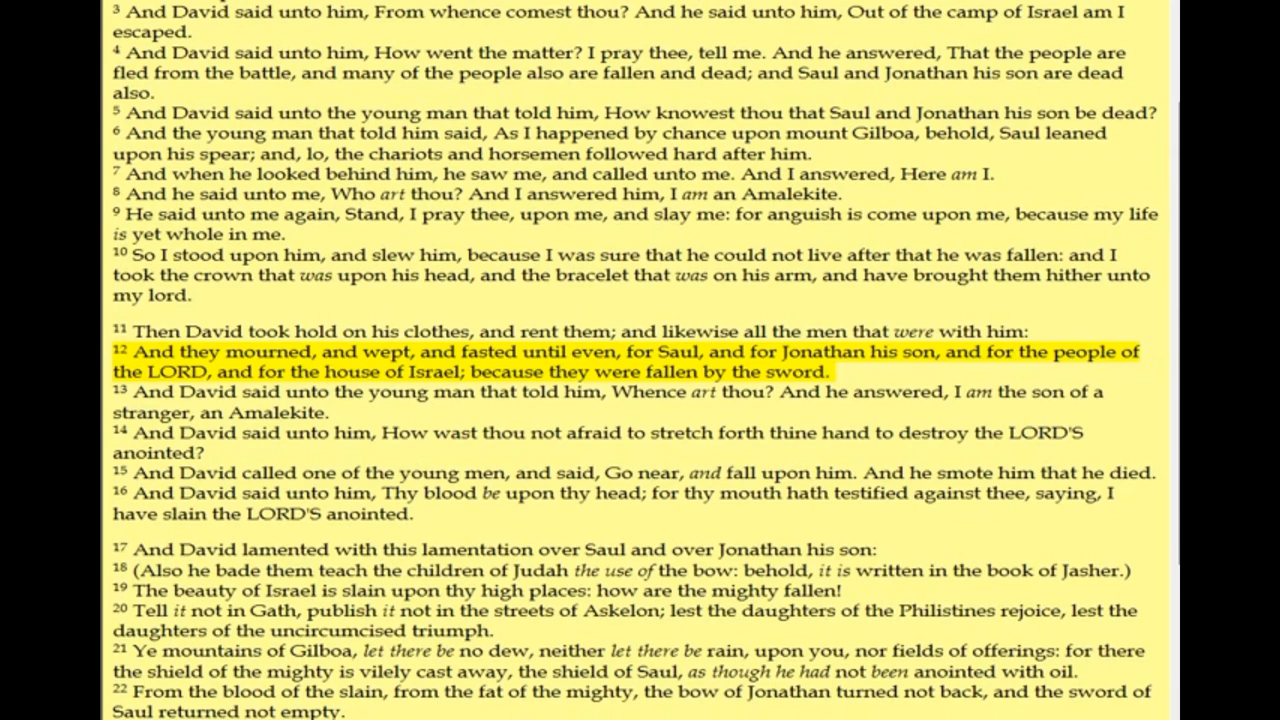 3 And David said unto him, From whence comest thou? And he said unto him, Out of the camp of Israel am I
escaped.
4 And David said unto him, How went the matter? I pray thee, tell me. And he answered, That the people are
fled from the battle, and many of the people also are fallen and dead; and Saul and Jonathan his son are dead
also.
5 And David said unto the young man that told him, How knowest thou that Saul and Jonathan his son be dead?
6 And the young man that told him said, As I happened by chance upon mount Gilboa, behold, Saul leaned
upon his spear; and, lo, the chariots and horsemen followed hard after him.
7 And when he looked behind him, he saw me, and called unto me. And I answered, Here am I.
8 And he said unto me, Who art thou? And I answered him, I am an Amalekite.
9 He said unto me again, Stand, I pray thee, upon me, and slay me: for anguish is come upon me, because my life
is yet whole in me.
10 So I stood upon him, and slew him, because I was sure that he could not live after that he was fallen: and I
took the crown that was upon his head, and the bracelet that was on his arm, and have brought them hither unto
my lord.
11 Then David took hold on his clothes, and rent them; and likewise all the men that were with him:
12 And they mourned, and wept, and fasted until even, for Saul, and for Jonathan his son, and for the people of
the LORD, and for the house of Israel; because they were fallen by the sword.
13 And David said unto the young man that told him, Whence art thou? And he answered, I am the son of a
stranger, an Amalekite.
14 And David said unto him, How wast thou not afraid to stretch forth thine hand to destroy the LORD'S
anointed?
15 And David called one of the young men, and said, Go near, and fall upon him. And he smote him that he died.
16 And David said unto him, Thy blood be upon thy head; for thy mouth hath testified against thee, saying, I
have slain the LORD'S anointed.
17 And David lamented with this lamentation over Saul and over Jonathan his son:
18 (Also he bade them teach the children of Judah the use of the bow: behold, it is written in the book of Jasher.)
19 The beauty of Israel is slain upon thy high places: how are the mighty fallen!
20 Tell it not in Gath, publish it not in the streets of Askelon; lest the daughters of the Philistines rejoice, lest the
daughters of the uncircumcised triumph.
21 Ye mountains of Gilboa, let there be no dew, neither let there be rain, upon you, nor fields of offerings: for there
the shield of the mighty is vilely cast away, the shield of Saul, as though he had not been anointed with oil.
22 From the blood of the slain, from the fat of the mighty, the bow of Jonathan turned not back, and the sword of
Saul returned not empty.